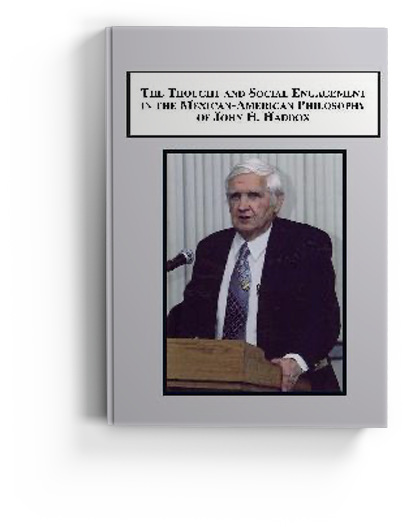 The Thought and Social Engagement
in the Mexican-American Philosophy
of John H. Haddox